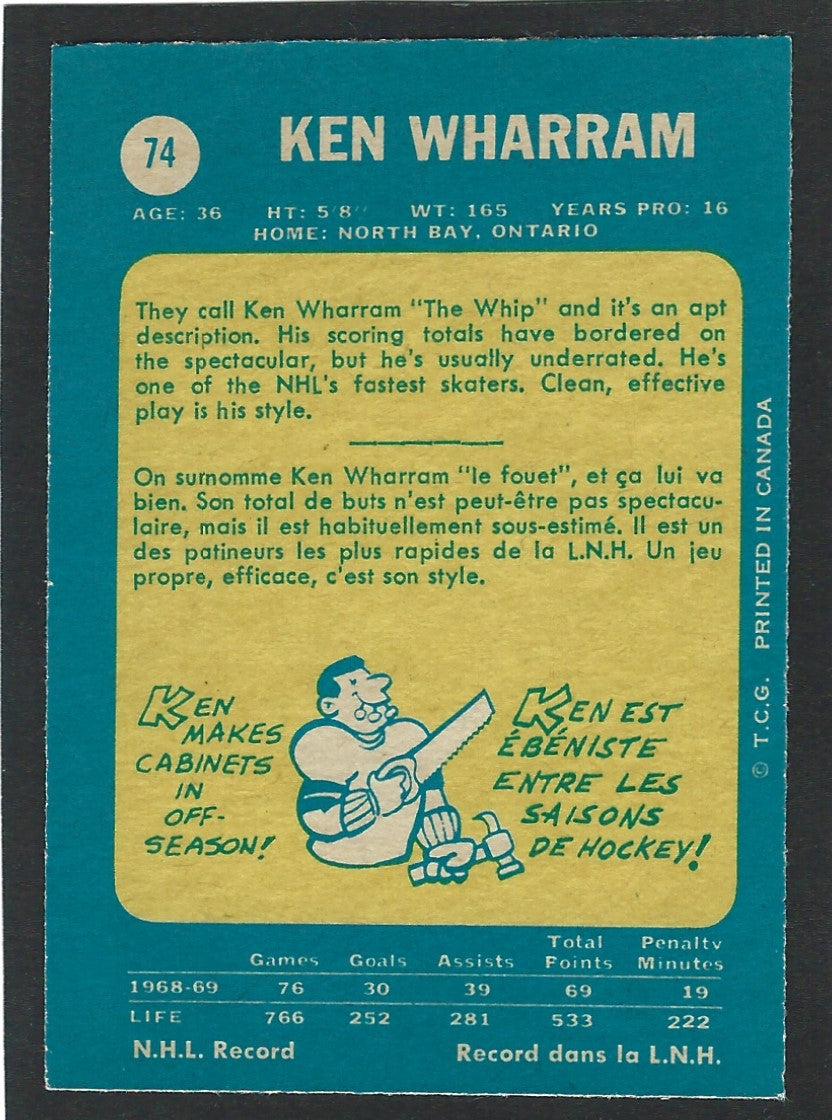 74
KEN WHARRAM
AGE: 36 HT: 5'8" WT: 165 YEARS PRO: 16
HOME: NORTH BAY, ONTARIO
They call Ken Wharram "The Whip" and it's an apt
description. His scoring totals have bordered on
the spectacular, but he's usually underrated. He's
one of the NHL's fastest skaters. Clean, effective
play is his style.
On surnomme Ken Wharram "le fouet", et ça lui va
bien. Son total de buts n'est peut-être pas spectacu-
laire, mais il est habituellement sous-estimé. Il est un
des patineurs les plus rapides de la L.N.H. Un jeu
propre, efficace, c'est son style.
KEN
MAKES
CABINETS
IN
OFF-
SEASON!
KEN EST
ÉBÉNISTE
ENTRE LES
SAISONS
DE HOCKEY!
© T.C.G. PRINTED IN CANADA
Total Penalty
Games Goals Assists Points Minutes
1968-69 76 30 39 69 19
LIFE 766 252 281 533 222
N.H.L. Record Record dans la L.N.H.